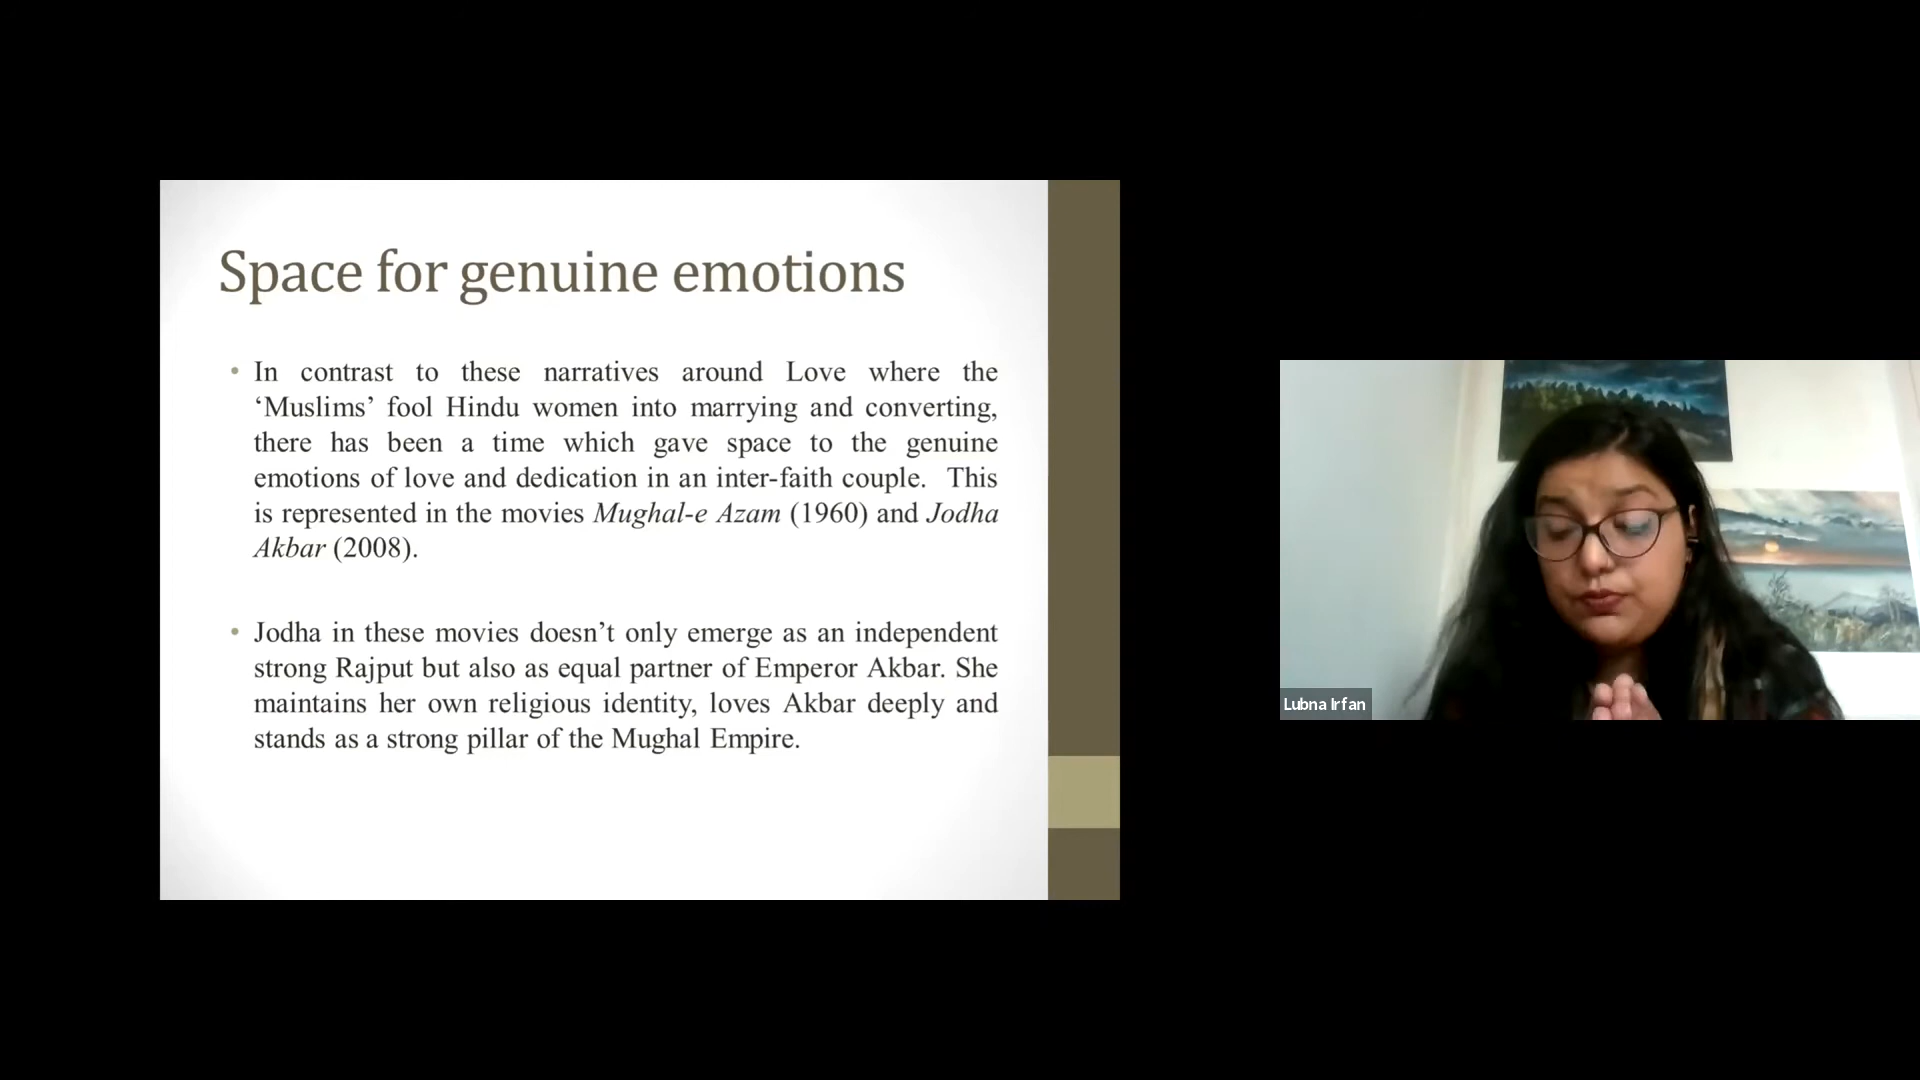 Space for genuine emotions
• In contrast to these narratives around Love where the
‘Muslims’ fool Hindu women into marrying and converting,
there has been a time which gave space to the genuine
emotions of love and dedication in an inter-faith couple. This
is represented in the movies Mughal-e Azam (1960) and Jodha
Akbar (2008).
• Jodha in these movies doesn’t only emerge as an independent
strong Rajput but also as equal partner of Emperor Akbar. She
maintains her own religious identity, loves Akbar deeply and
stands as a strong pillar of the Mughal Empire.
Lubna Irfan